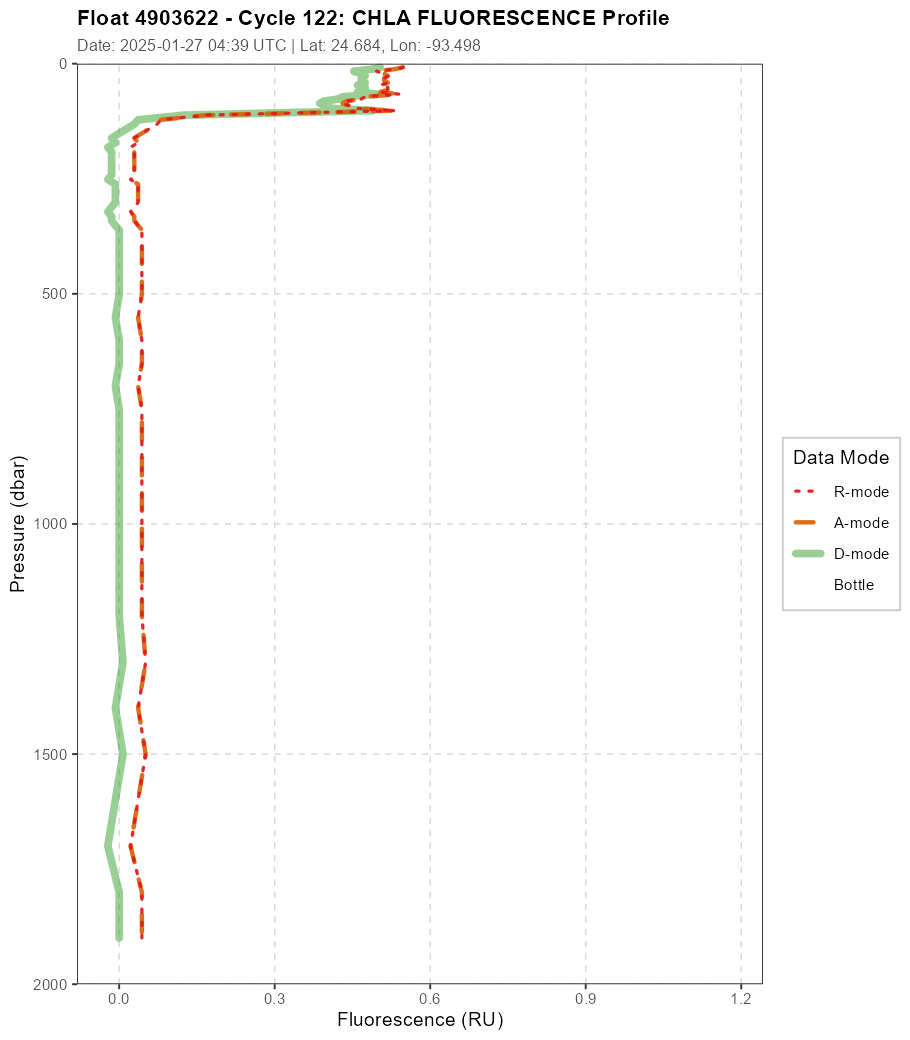 Float 4903622 - Cycle 122: CHLA FLUORESCENCE Profile
Date: 2025-01-27 04:39 UTC | Lat: 24.684, Lon: -93.498
0
500
1000
1500
2000
Pressure (dbar)
0.0
0.3
0.6
0.9
1.2
Fluorescence (RU)
Data Mode
R-mode
A-mode
D-mode
Bottle